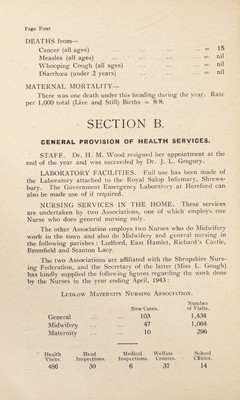 Page Four
DEATHS from—
Cancer (all ages) ... ... ... = 15
Measles (all ages) ... ... ... = nil
Whooping Cough (all ages) ... ... = nil
Diarrhœa (under 2 years) ... ... = nil
MATERNAL MORTALITY—
There was one death under this heading during the year. Rate
per 1,000 total (Live and Still) Births = 8·8.
SECTION B.
GENERAL PROVISION OF HEALTH SERVICES.
STAFF. Dr. H. M. Wood resigned her appointment at the
end of the year and was succeeded by Dr. J. L. Gregory.
LABORATORY FACILITIES. Full use has been made of
the Laboratory attached to the Royal Salop Infirmary, Shrews-
bury. The Government Emergency Laboratory at Hereford can
also be made use of if required.
NURSING SERVICES IN THE HOME. These services
are undertaken by two Associations, one of which employs one
Nurse who does general nursing only.
The other Association employs two Nurses who do Midwifery
work in the town and also do Midwifery and general nursing in
the following parishes: Ludford, East Hamlet, Richard's Castle,
Bromfield and Stanton Lacy.
The two Associations are affiliated with the Shropshire Nurs-
ing Federation, and the Secretary of the latter (Miss L. Gough)
has kindly supplied the following figures regarding the work done
by the Nurses in the year ending April, 1943:
LUDLOW MATERNITY NURSING ASSOCIATION.
New Cases. Number of Visits.
General ... ... 103 1,434
Midwifery ... ... 47 1,064
Maternity ... ... 10 296
Health Visits. Head Inspections. Medical Inspections. Welfare Centres. School Clinics.
486 30 6 37 14